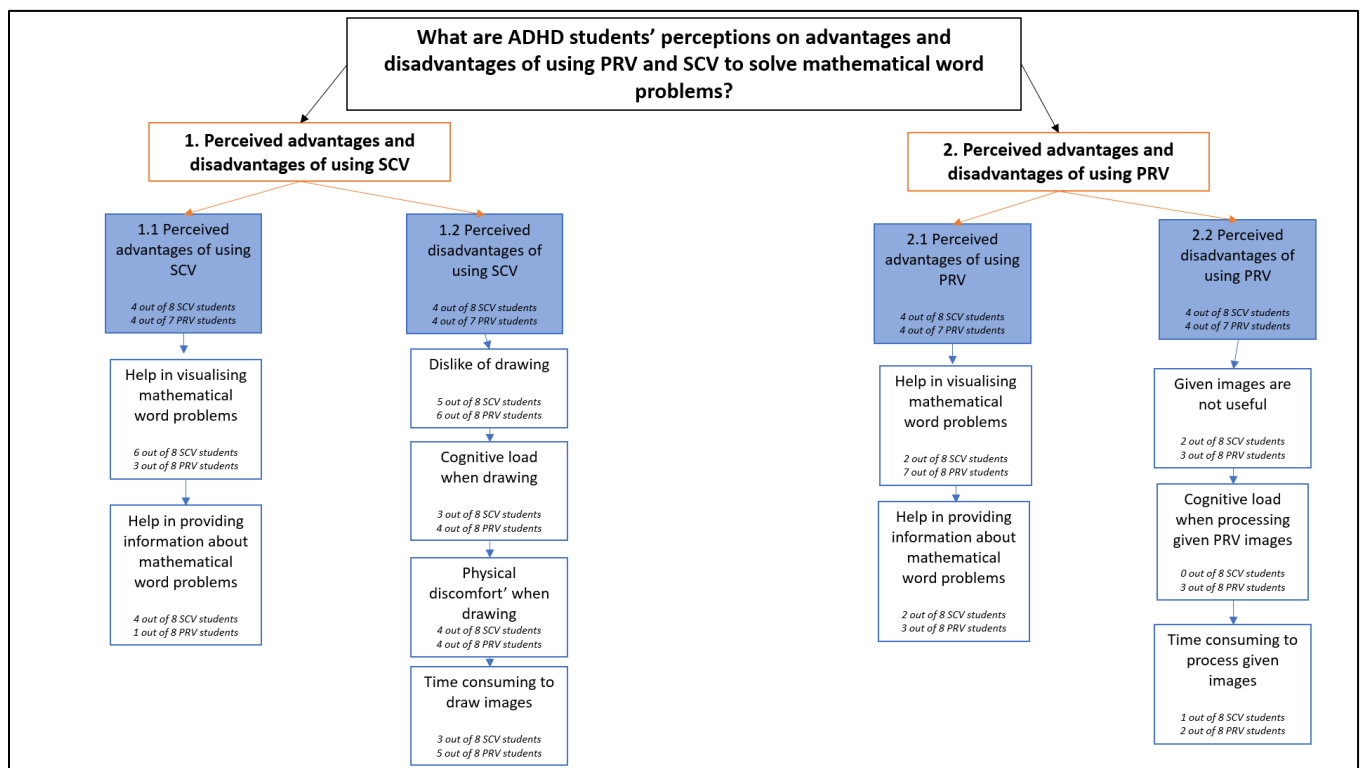 What are ADHD students' perceptions on advantages and
disadvantages of using PRV and SCV to solve mathematical word
problems?
1. Perceived advantages and
disadvantages of using SCV
1.1 Perceived
advantages of using
SCV
4 out of 8 SCV students
4 out of 7 PRV students
Help in visualising
mathematical
word problems
6 out of 8 SCV students
3 out of 8 PRV students
Help in providing
information about
mathematical word
problems
4 out of 8 SCV students
1 out of 8 PRV students
1.2 Perceived
disadvantages of
using SCV
4 out of 8 SCV students
4 out of 7 PRV students
Dislike of drawing
5 out of 8 SCV students
6 out of 8 PRV students
Cognitive load
when drawing
3 out of 8 SCV students
4 out of 8 PRV students
Physical
discomfort' when
drawing
4 out of 8 SCV students
4 out of 8 PRV students
Time consuming to
draw images
3 out of 8 SCV students
5 out of 8 PRV students
2. Perceived advantages and
disadvantages of using PRV
2.1 Perceived
advantages of using
PRV
4 out of 8 SCV students
4 out of 7 PRV students
Help in visualising
mathematical
word problems
2 out of 8 SCV students
7 out of 8 PRV students
Help in providing
information about
mathematical word
problems
2 out of 8 SCV students
3 out of 8 PRV students
2.2 Perceived
disadvantages of
using PRV
4 out of 8 SCV students
4 out of 7 PRV students
Given images are
not useful
2 out of 8 SCV students
3 out of 8 PRV students
Cognitive load
when processing
given PRV images
0 out of 8 SCV students
3 out of 8 PRV students
Time consuming to
process given
images
1 out of 8 SCV students
2 out of 8 PRV students